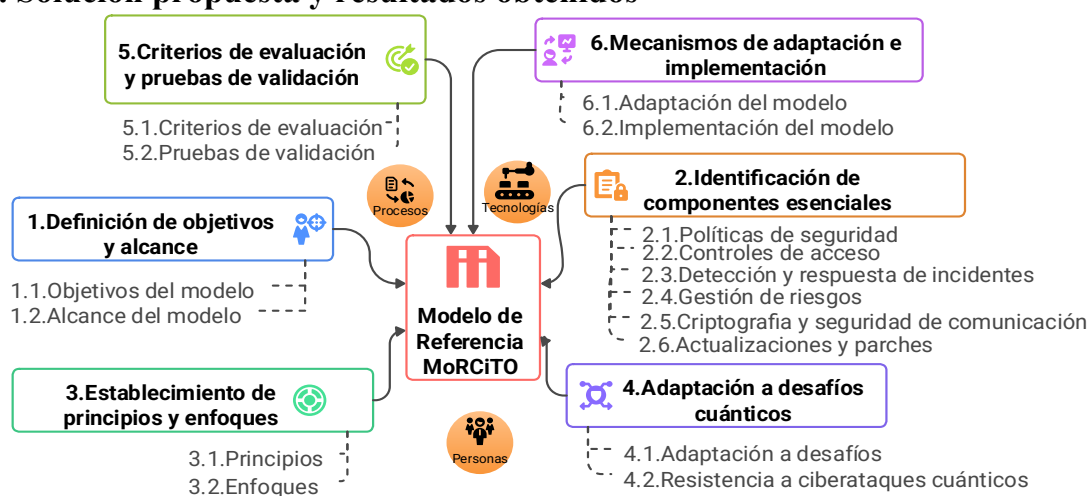 . Solución propuesta y resultados obtenidos
5.Criterios de evaluación
y pruebas de validación
5.1.Criterios de evaluación
5.2.Pruebas de validación
6.Mecanismos de adaptación e
implementación
6.1.Adaptación del modelo
6.2.Implementación del modelo
Procesos
Tecnologías
1.Definición de objetivos
y alcance
1.1.Objetivos del modelo
1.2.Alcance del modelo
2.Identificación de
componentes esenciales
2.1.Políticas de seguridad
2.2.Controles de acceso
2.3.Detección y respuesta de incidentes
2.4.Gestión de riesgos
2.5.Criptografia y seguridad de comunicación
2.6.Actualizaciones y parches
Modelo de
Referencia
MoRCiTO
3.Establecimiento de
principios y enfoques
3.1.Principios
3.2.Enfoques
4.Adaptación a desafíos
cuánticos
4.1.Adaptación a desafíos
4.2.Resistencia a ciberataques cuánticos
Personas